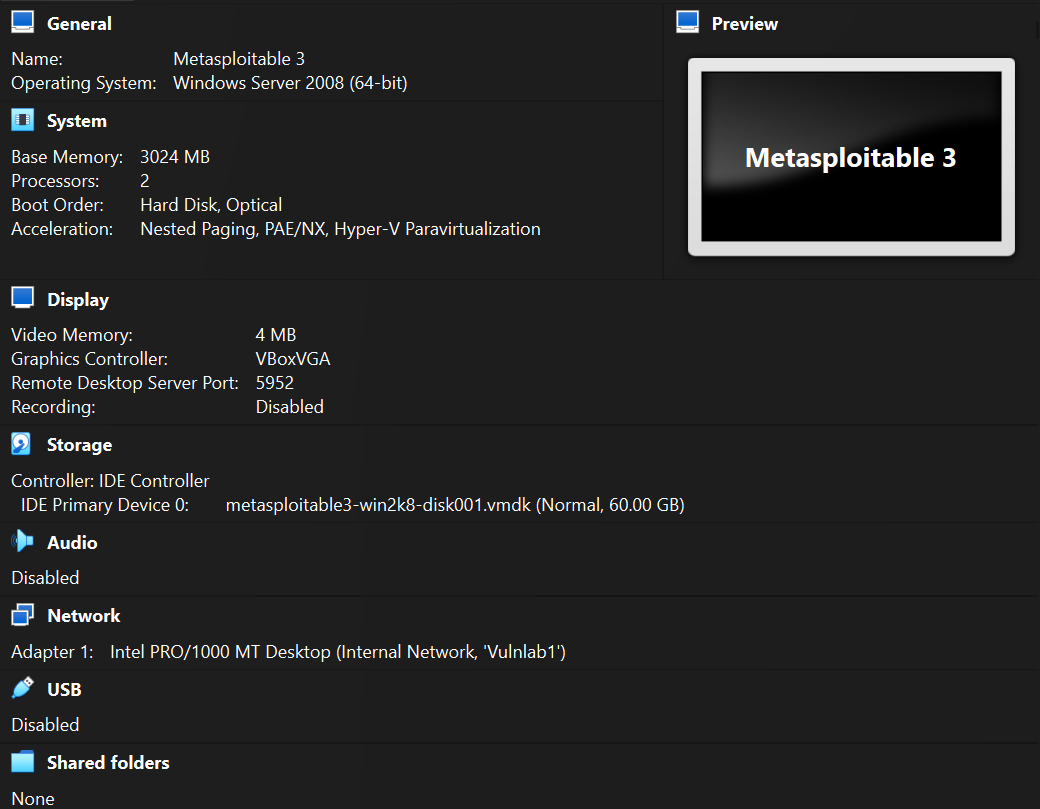 General
Name: Metasploitable 3
Operating System: Windows Server 2008 (64-bit)
System
Base Memory: 3024 MB
Processors: 2
Boot Order: Hard Disk, Optical
Acceleration: Nested Paging, PAE/NX, Hyper-V Paravirtualization
Preview
Metasploitable 3
Display
Video Memory: 4 MB
Graphics Controller: VBoxVGA
Remote Desktop Server Port: 5952
Recording: Disabled
Storage
Controller: IDE Controller
IDE Primary Device 0: metasploitable3-win2k8-disk001.vmdk (Normal, 60.00 GB)
Audio
Disabled
Network
Adapter 1: Intel PRO/1000 MT Desktop (Internal Network, 'Vulnlab1')
USB
Disabled
Shared folders
None